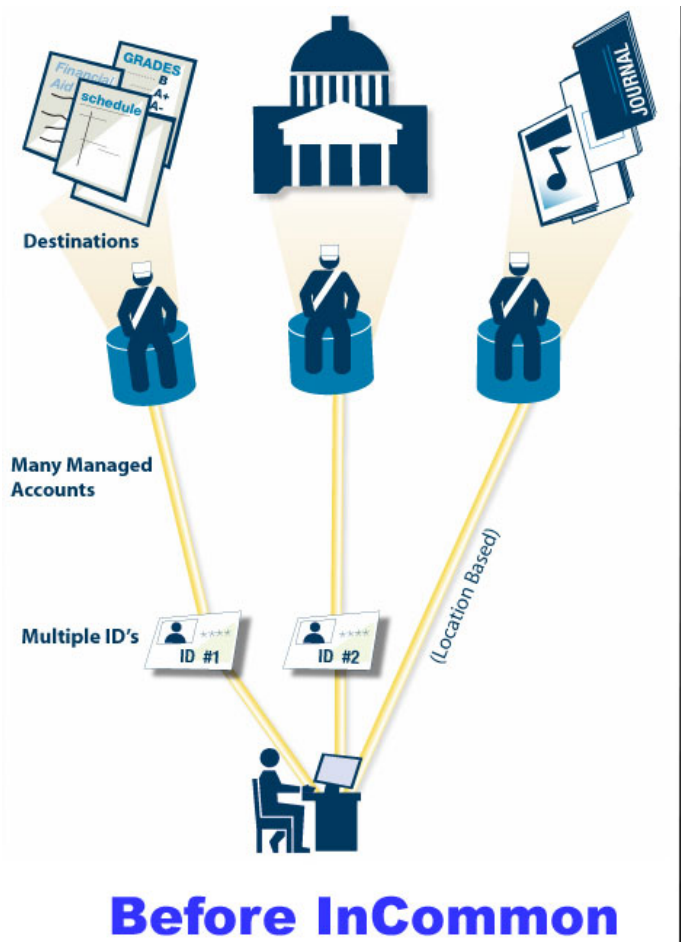 Financial
Aid
GRADES
B
A+
A-
schedule
JOURNAL
Destinations
Many Managed
Accounts
(Location Based)
Multiple ID's
****
ID #1
****
ID #2
Before InCommon